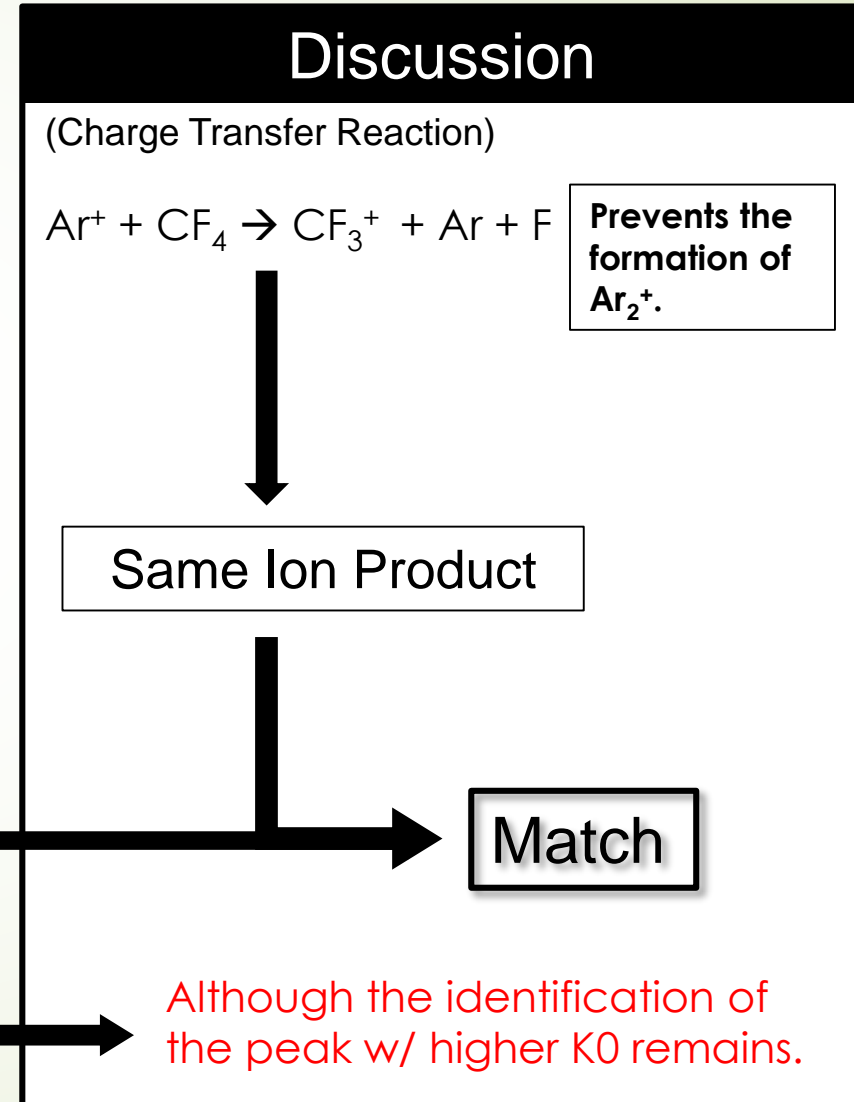 Discussion
(Charge Transfer Reaction)
Ar⁺ + CF₄ → CF₃⁺ + Ar + F
Prevents the
formation of
Ar₂⁺.
Same Ion Product
Match
Although the identification of
the peak w/ higher K0 remains.